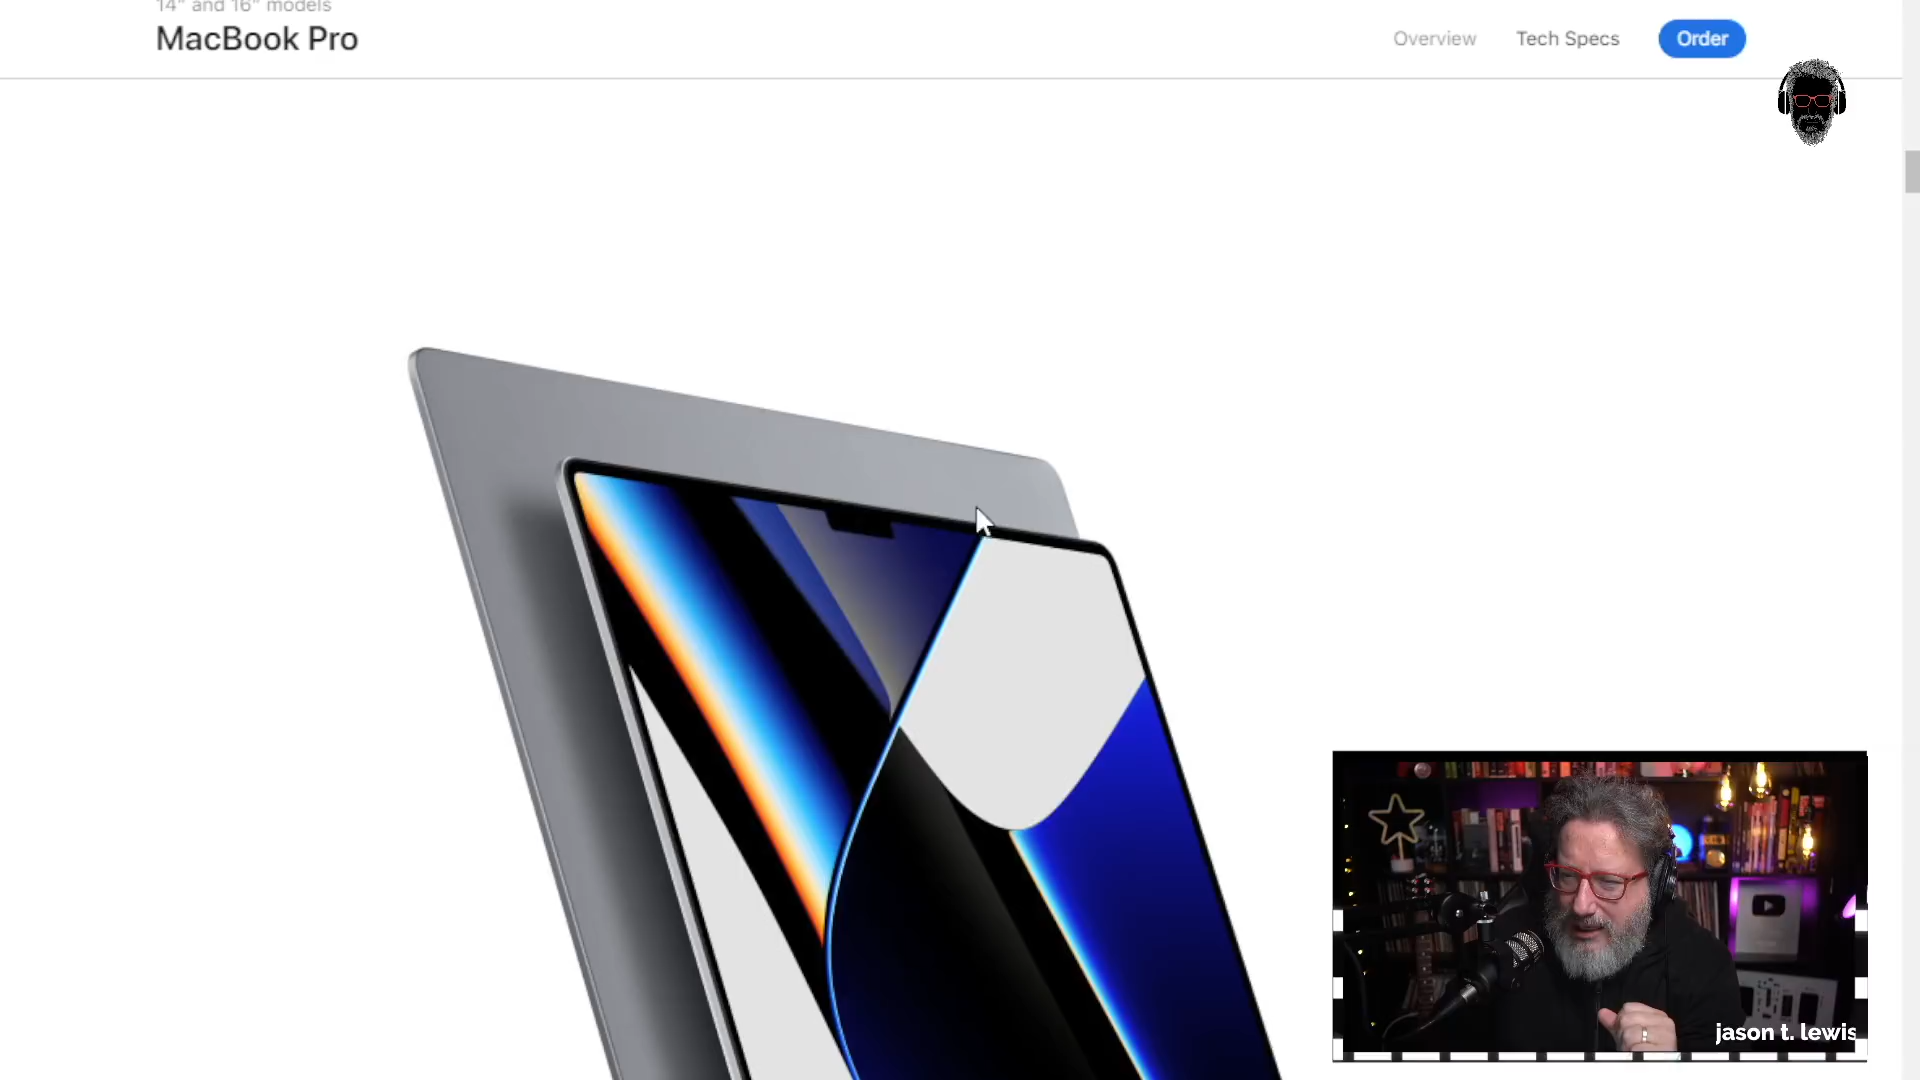 14" and 16" models
MacBook Pro
Overview
Tech Specs
Order
jason t. lewis